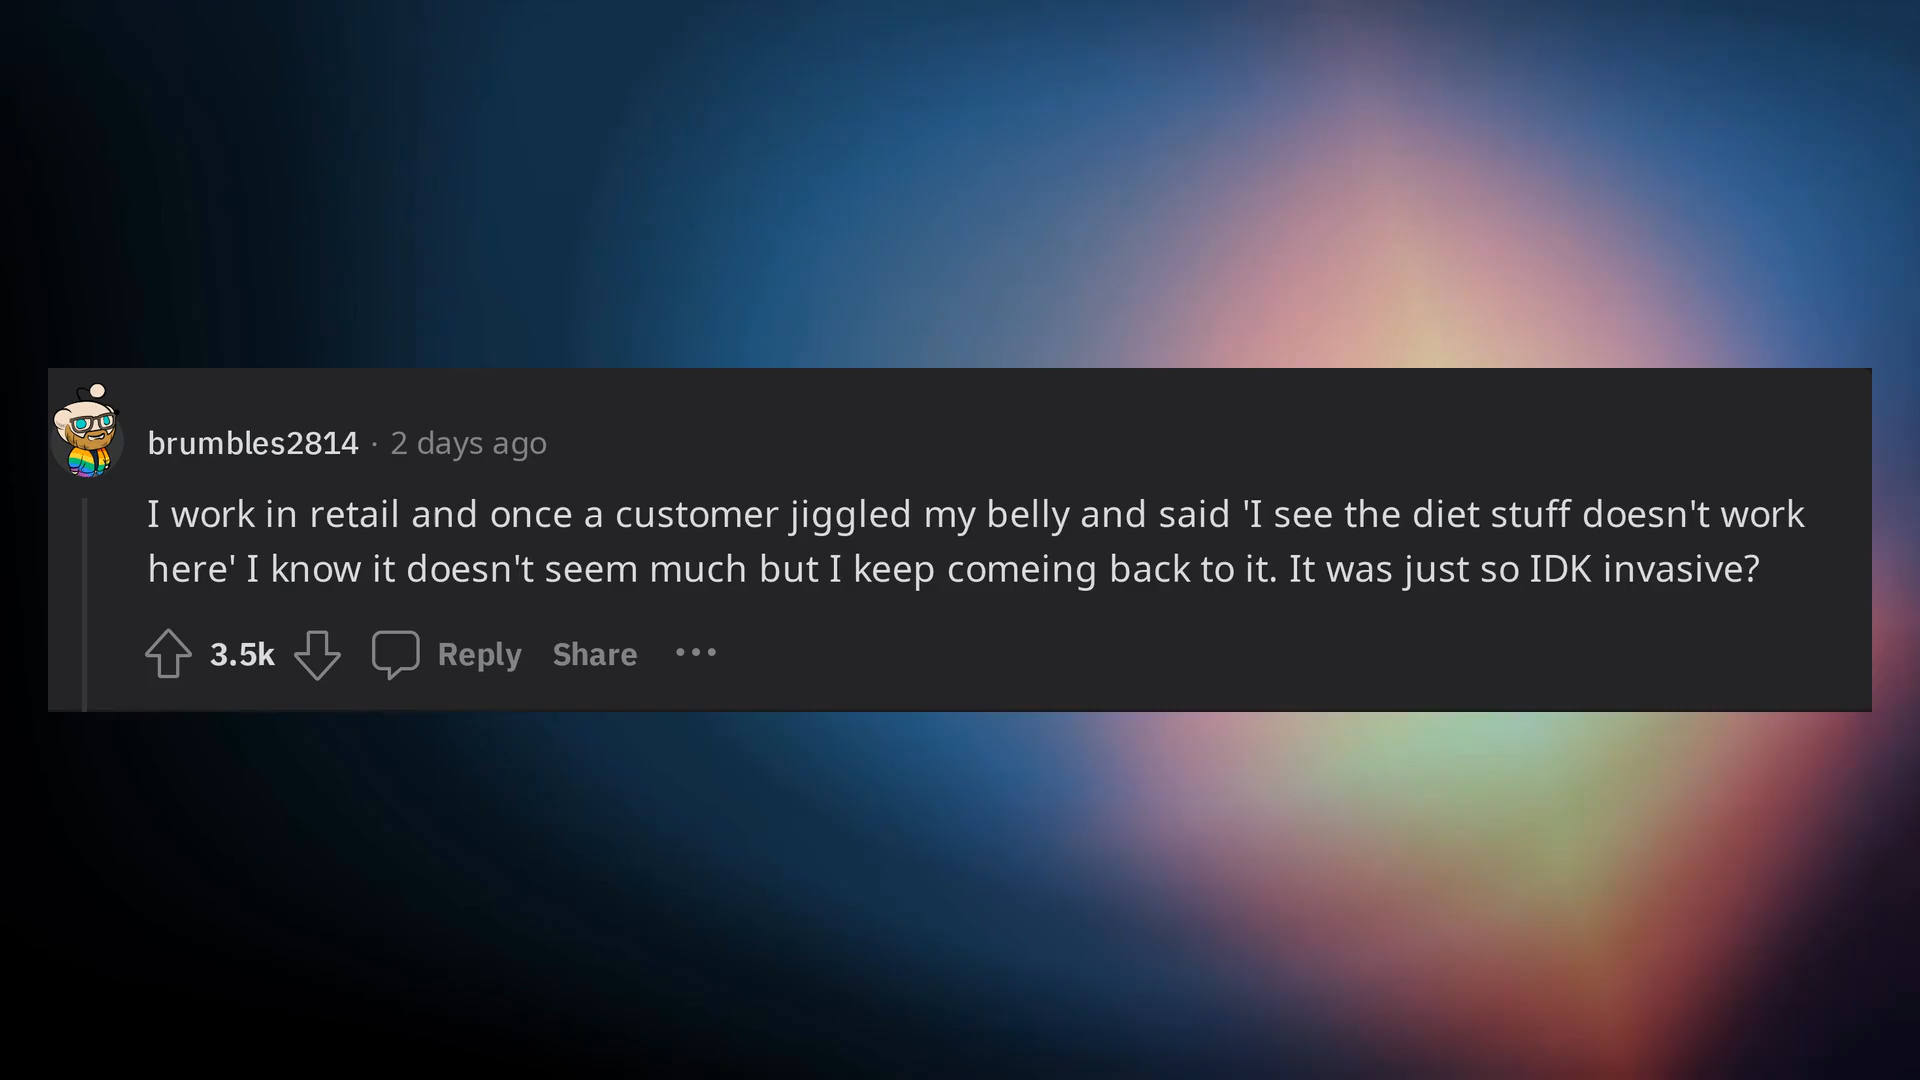 brumbles2814 · 2 days ago
I work in retail and once a customer jiggled my belly and said 'I see the diet stuff doesn't work
here' I know it doesn't seem much but I keep comeing back to it. It was just so IDK invasive?
3.5k Reply Share ···